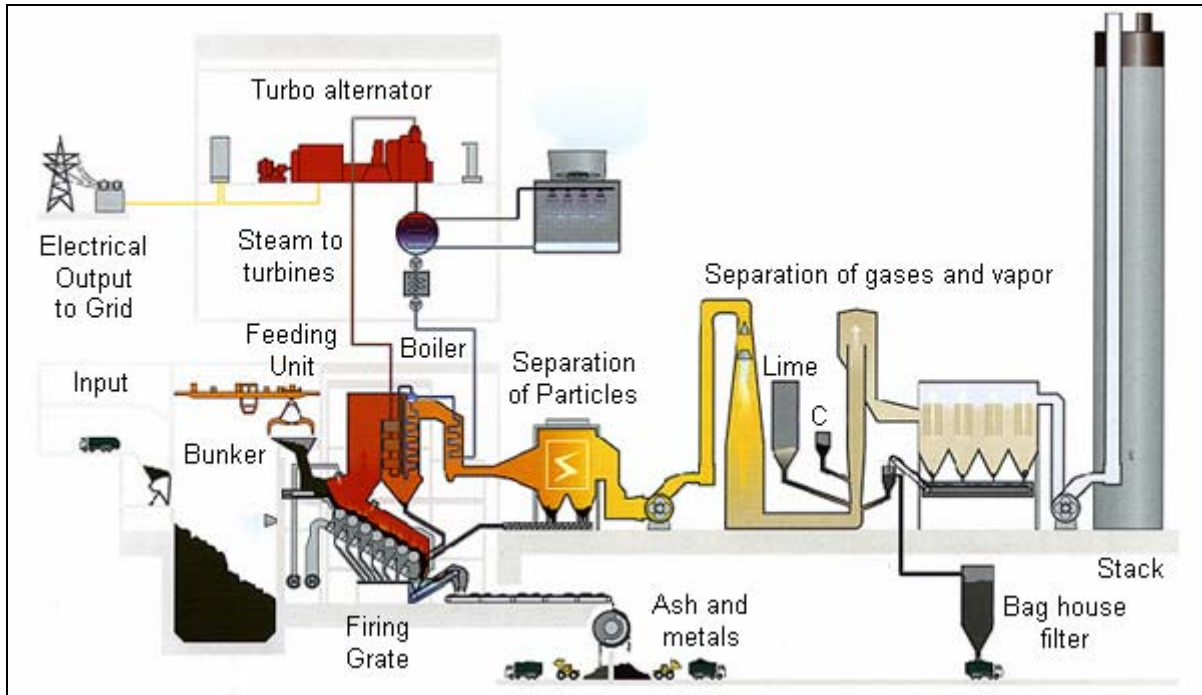 Turbo alternator
Electrical
Output
to Grid
Steam to
turbines
Separation of gases and vapor
Feeding
Unit
Boiler
Separation
of Particles
Input
Lime
C
Bunker
Stack
Firing
Grate
Ash and
metals
Bag house
filter